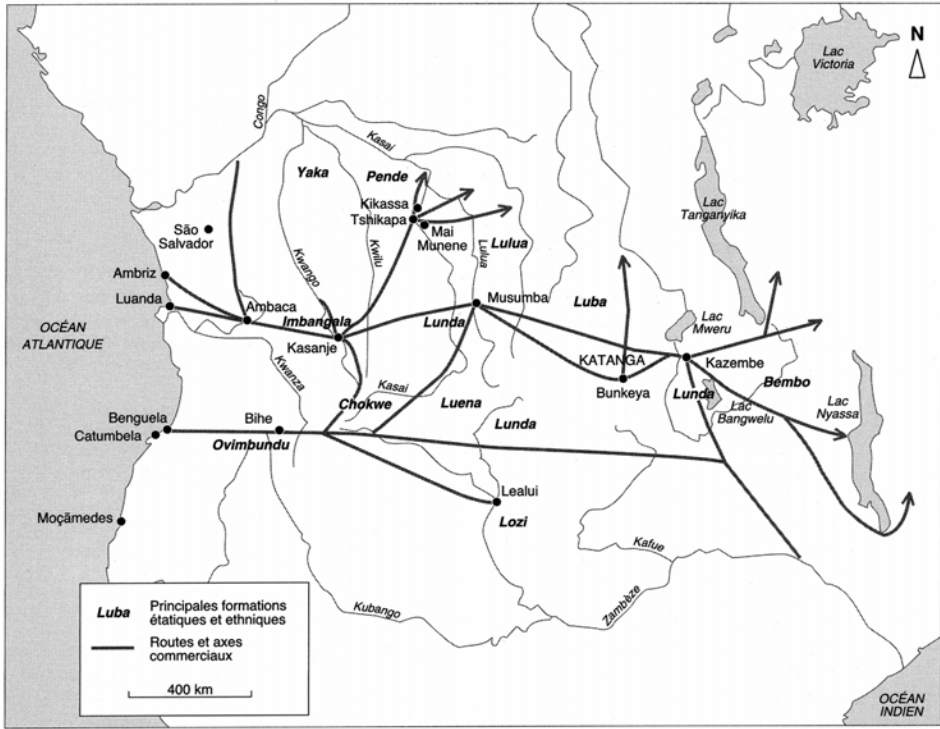 Lac
Victoria
N
Congo
Kasai
Yaka
Pende
Kikassa
Tshikapa
Mai
Munene
Lac
Tanganyika
São
Salvador
Kwango
Kwilu
Lulua
Lulua
Ambriz
Luanda
Ambaca
Imbangala
Kasanje
Musumba
Luba
Lunda
Lac
Mweru
OCÉAN
ATLANTIQUE
KATANGA
Kazembe
Bunkeya
Kwanza
Kasai
Chokwe
Luena
Lunda
Lunda
Bembo
Lac
Bangwelu
Lac
Nyassa
Benguela
Catumbela
Bihe
Ovimbundu
Lealui
Lozi
Moçâmedes
Kafue
Kubango
Zambèze
Luba
Principales formations
étatiques et ethniques
Routes et axes
commerciaux
400 km
OCÉAN
INDIEN